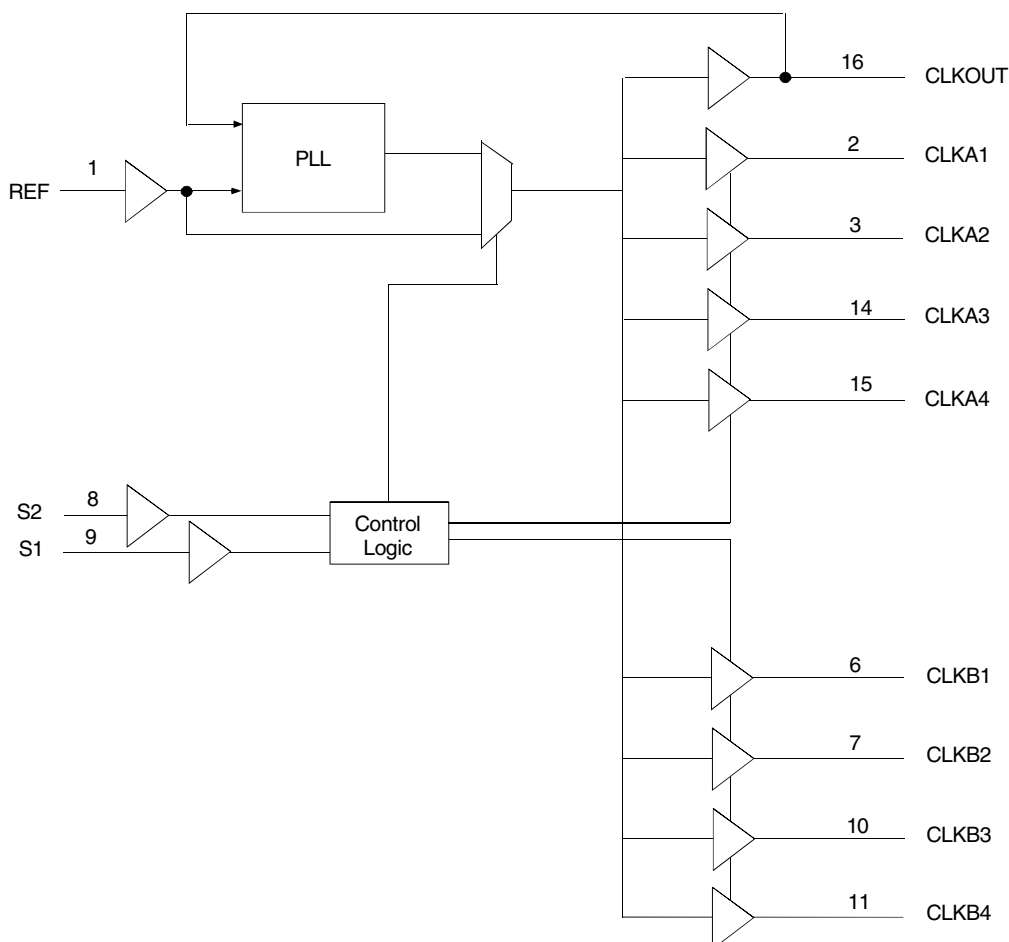 16 CLKOUT
PLL
1
REF
2 CLKA1
3 CLKA2
14 CLKA3
15 CLKA4
S2 8
S1 9
Control
Logic
6 CLKB1
7 CLKB2
10 CLKB3
11 CLKB4